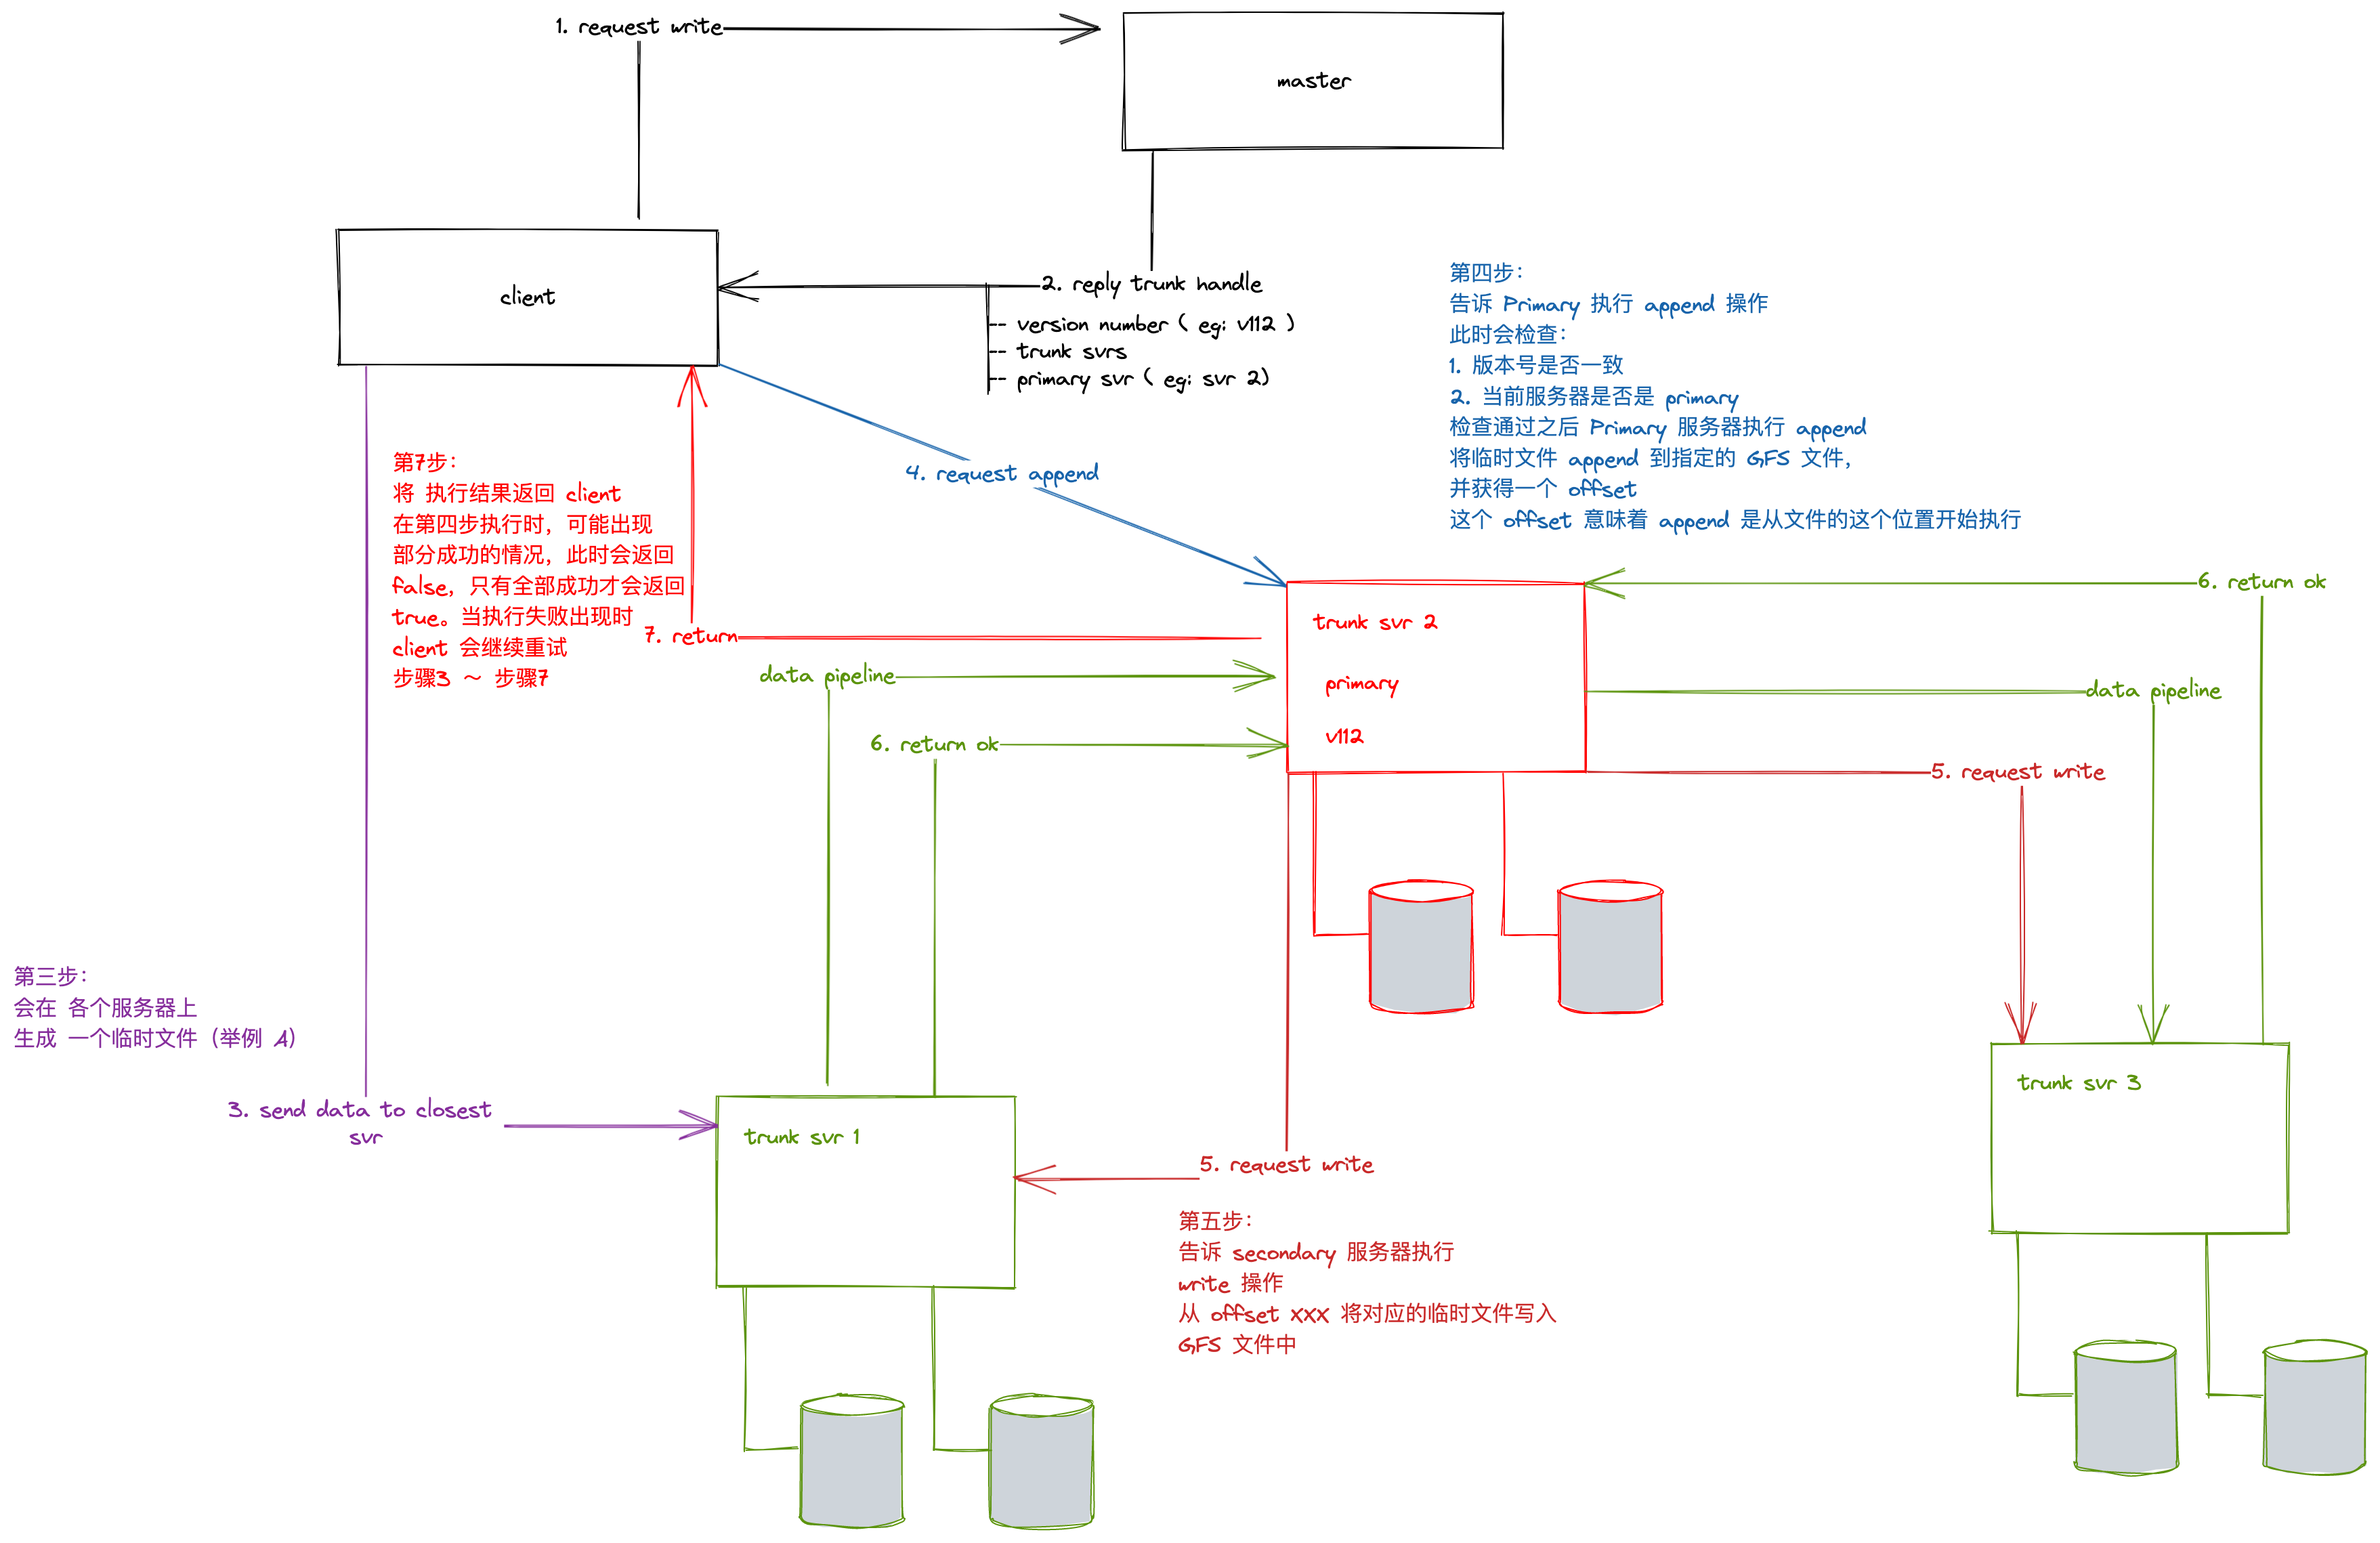 1. request write
master
client
2. reply trunk handle
-- version number ( eg: v112 )
-- trunk svrs
-- primary svr ( eg: svr 2)
第四步：
告诉 Primary 执行 append 操作
此时会检查：
1. 版本号是否一致
2. 当前服务器是否是 primary
检查通过之后 Primary 服务器执行 append
将临时文件 append 到指定的 GFS 文件，
并获得一个 offset
这个 offset 意味着 append 是从文件的这个位置开始执行
4. request append
第7步：
将 执行结果返回 client
在第四步执行时，可能出现
部分成功的情况，此时会返回
false，只有全部成功才会返回
true。当执行失败出现时
client 会继续重试
步骤3 ～ 步骤7
7. return
6. return ok
trunk svr 2
primary
v112
data pipeline
data pipeline
6. return ok
5. request write
第三步：
会在 各个服务器上
生成 一个临时文件（举例 A）
3. send data to closest
svr
trunk svr 1
trunk svr 3
5. request write
第五步：
告诉 secondary 服务器执行
write 操作
从 offset XXX 将对应的临时文件写入
GFS 文件中